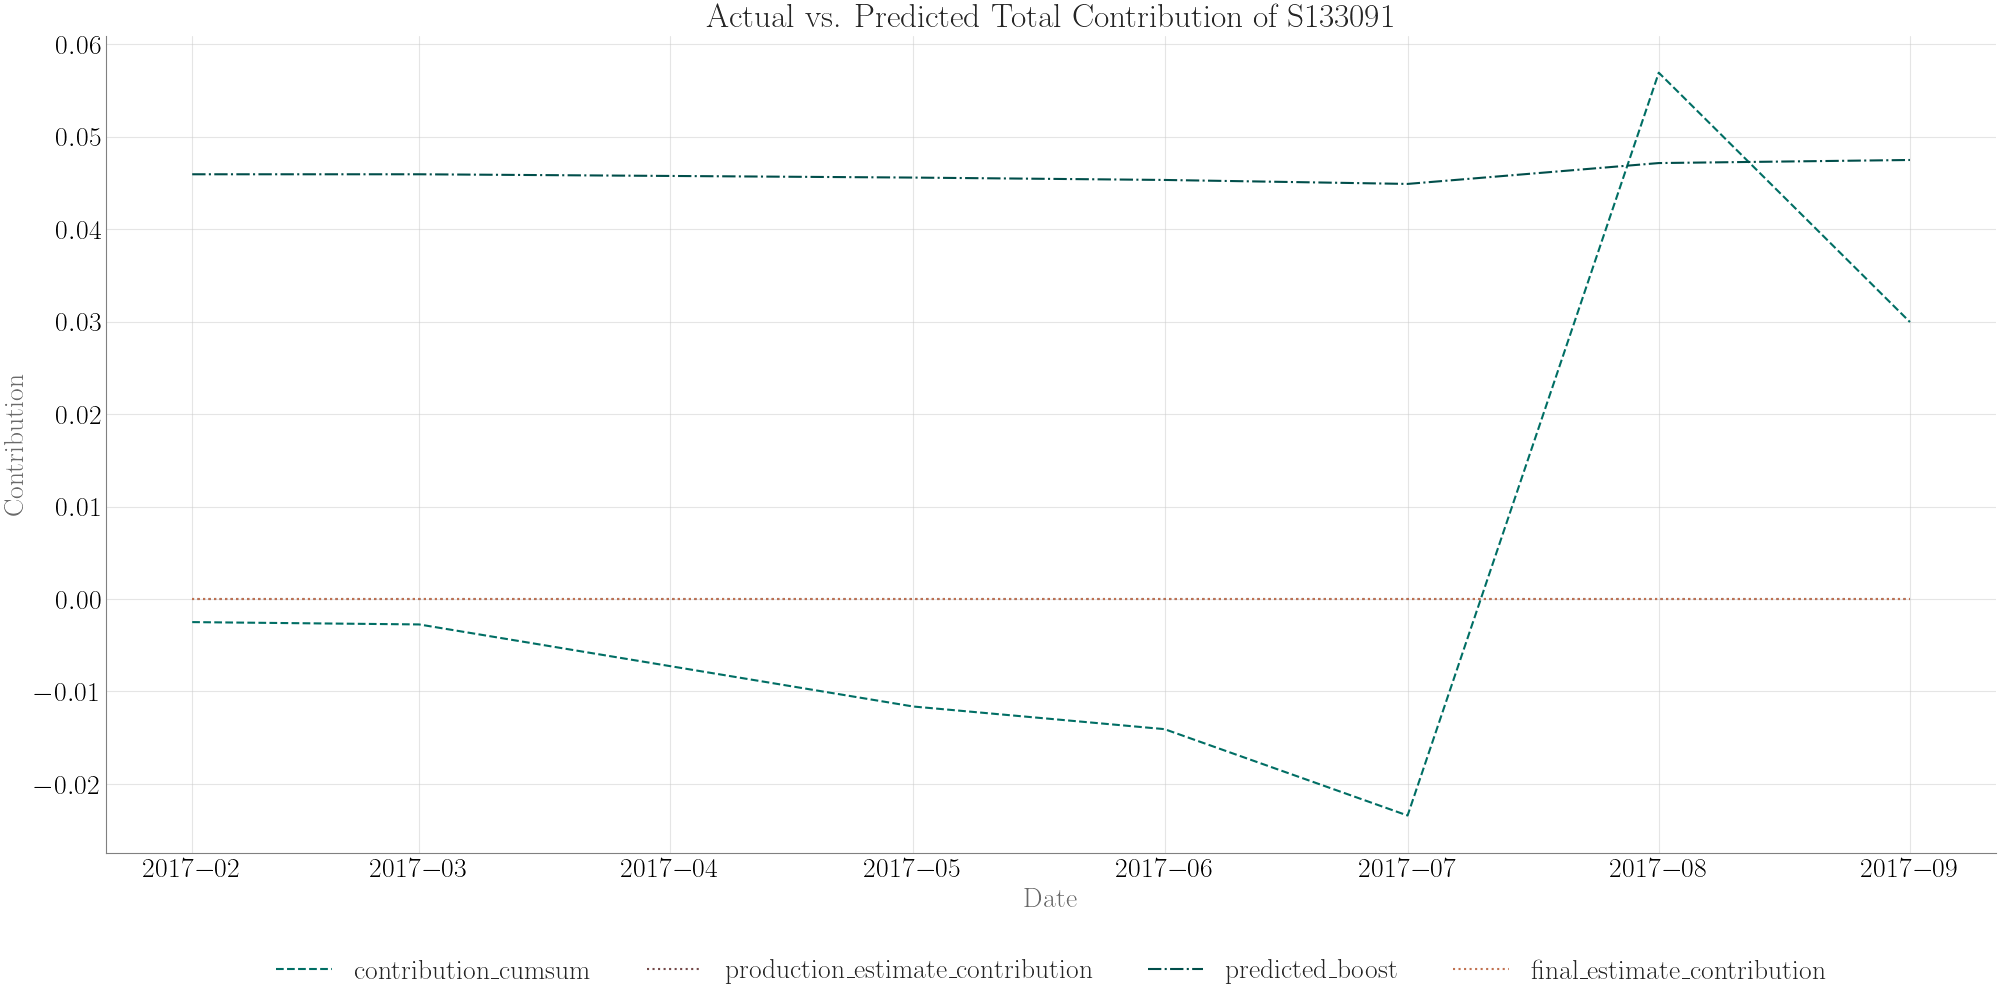 Actual vs. Predicted Total Contribution of S133091
0.06
0.05
0.04
0.03
0.02
0.01
0.00
−0.01
−0.02
Contribution
2017−02 2017−03 2017−04 2017−05 2017−06 2017−07 2017−08 2017−09
Date
contribution_cumsum production_estimate_contribution predicted_boost final_estimate_contribution